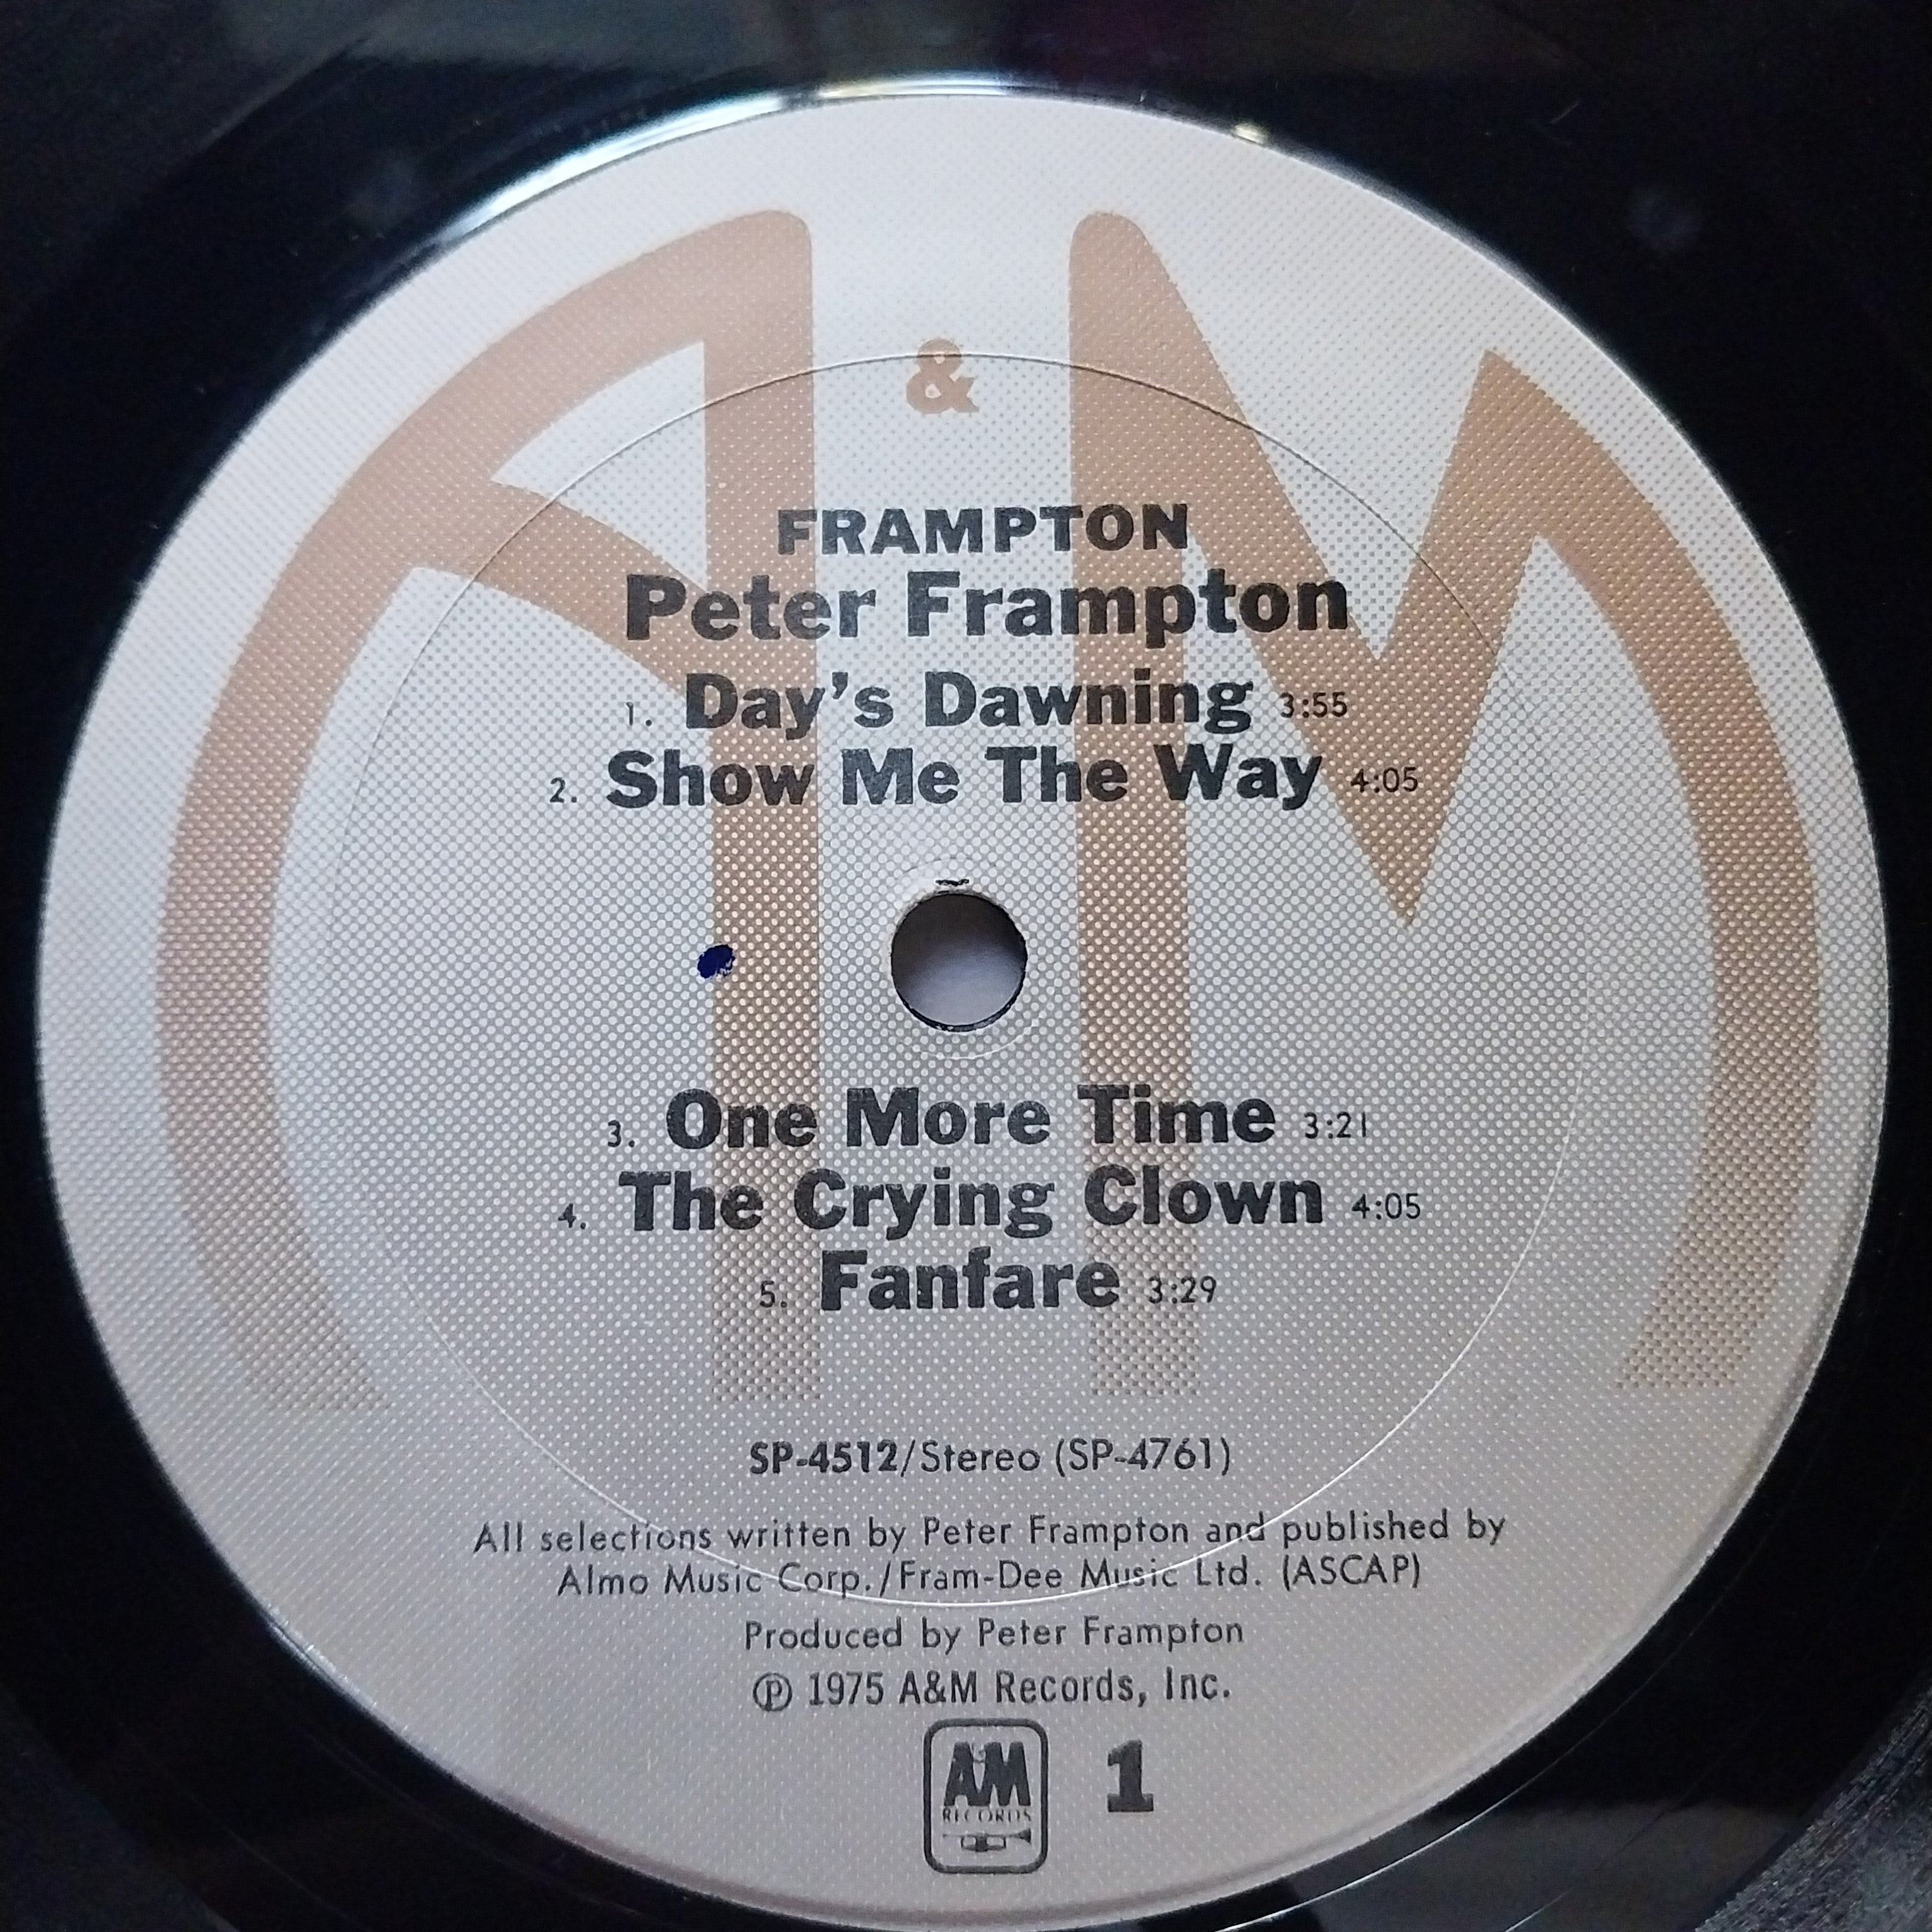 A & M
FRAMPTON
Peter Frampton
1. Day's Dawning 3:55
2. Show Me The Way 4:05
3. One More Time 3:21
4. The Crying Clown 4:05
5. Fanfare 3:29
SP-4512/Stereo (SP-4761)
All selections written by Peter Frampton and published by
Almo Music Corp./Fram-Dee Music Ltd. (ASCAP)
Produced by Peter Frampton
℗ 1975 A&M Records, Inc.
A&M 1
RECORDS